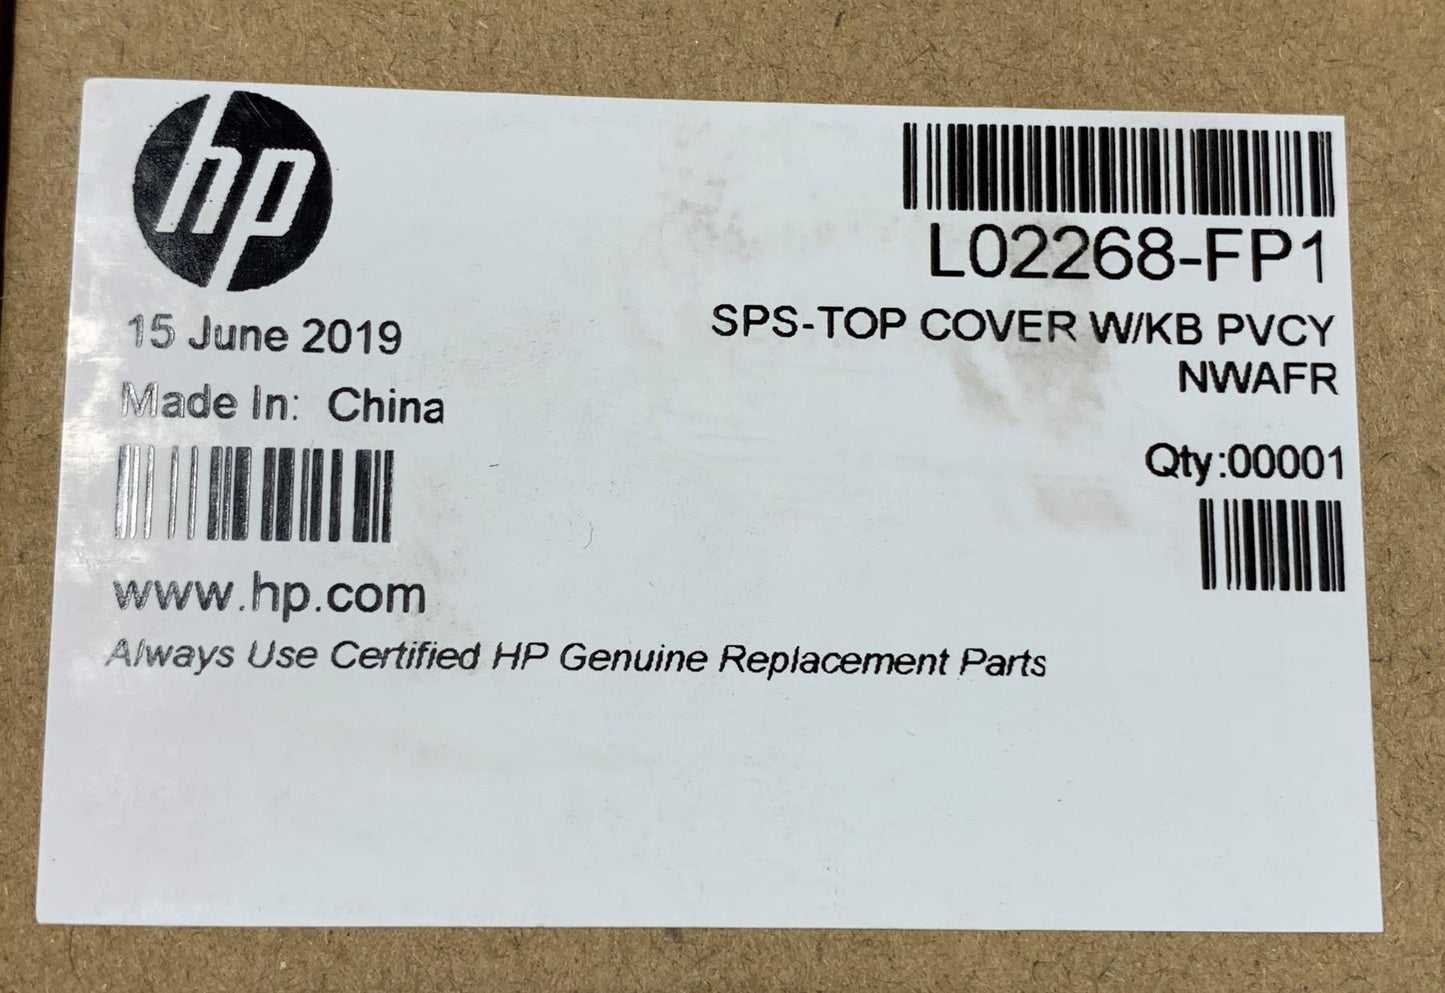 hp
L02268-FP1
SPS-TOP COVER W/KB PVCY
NWAFR
15 June 2019
Made In: China
Qty:00001
www.hp.com
Always Use Certified HP Genuine Replacement Parts